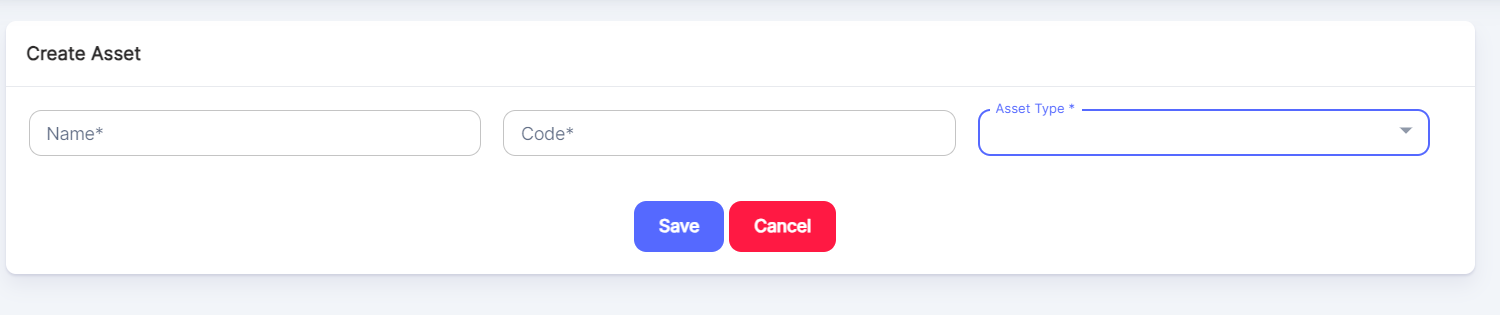 Create Asset
Name*
Code*
Asset Type *
Save
Cancel